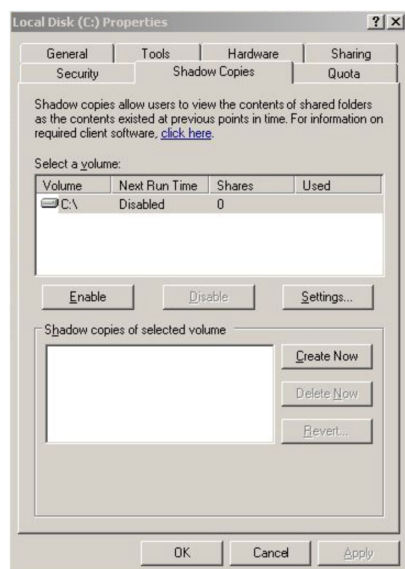 Local Disk (C:) Properties
General Tools Hardware Sharing
Security Shadow Copies Quota
Shadow copies allow users to view the contents of shared folders
as the contents existed at previous points in time. For information on
required client software, click here.
Select a volume:
Volume Next Run Time Shares Used
C:\ Disabled 0
Enable Disable Settings...
Shadow copies of selected volume
Create Now
Delete Now
Revert...
OK Cancel Apply